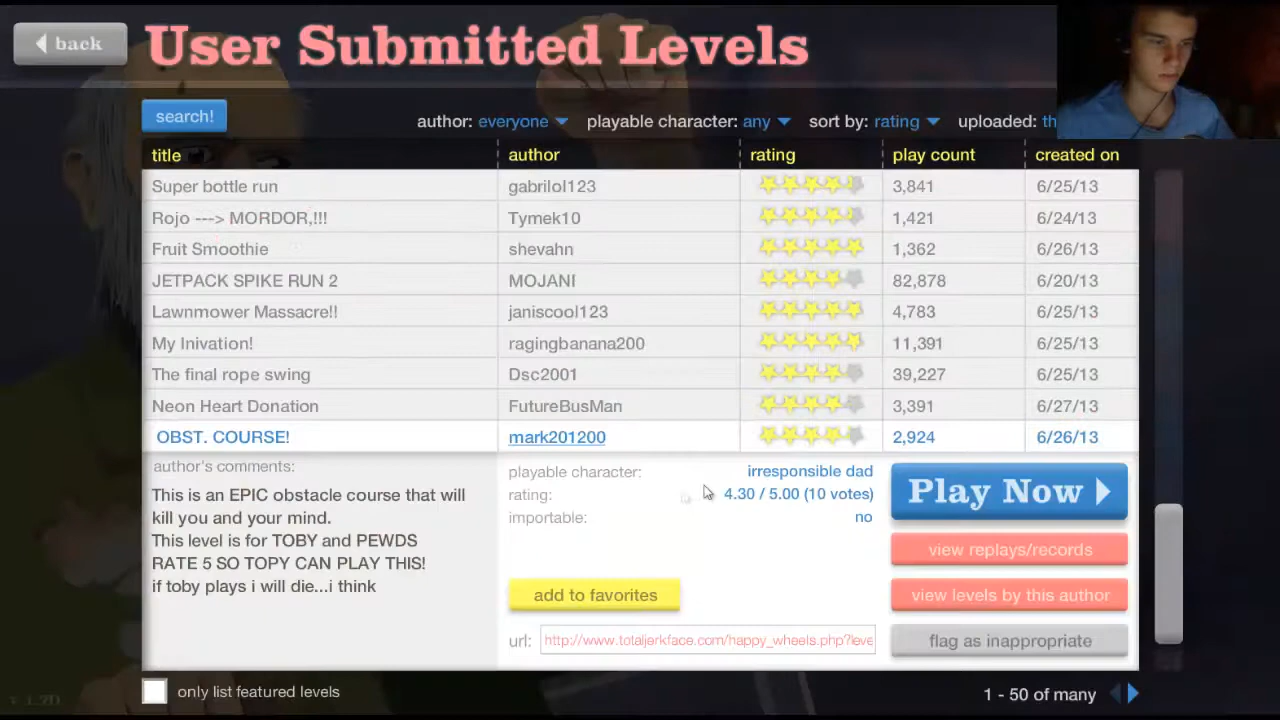 back
User Submitted Levels
search!
author: everyone playable character: any sort by: rating uploaded: th
title author rating play count created on
Super bottle run gabrilol123 3,841 6/25/13
Rojo ---> MORDOR,!!! Tymek10 1,421 6/24/13
Fruit Smoothie shevahn 1,362 6/26/13
JETPACK SPIKE RUN 2 MOJANI 82,878 6/20/13
Lawnmower Massacre!! janiscool123 4,783 6/25/13
My Inivation! ragingbanana200 11,391 6/25/13
The final rope swing Dsc2001 39,227 6/25/13
Neon Heart Donation FutureBusMan 3,391 6/27/13
OBST. COURSE! mark201200 2,924 6/26/13
author's comments:
This is an EPIC obstacle course that will
kill you and your mind.
This level is for TOBY and PEWDS
RATE 5 SO TOPY CAN PLAY THIS!
if toby plays i will die...i think
playable character: irresponsible dad
rating: 4.30 / 5.00 (10 votes)
importable: no
add to favorites
url: http://www.totaljerkface.com/happy_wheels.php?leve
Play Now
view replays/records
view levels by this author
flag as inappropriate
only list featured levels
1 - 50 of many